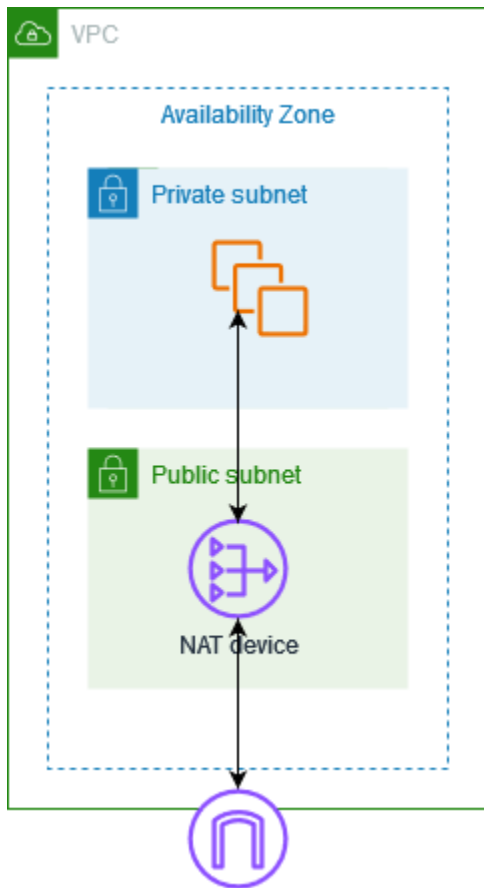 VPC
Availability Zone
Private subnet
Public subnet
NAT device